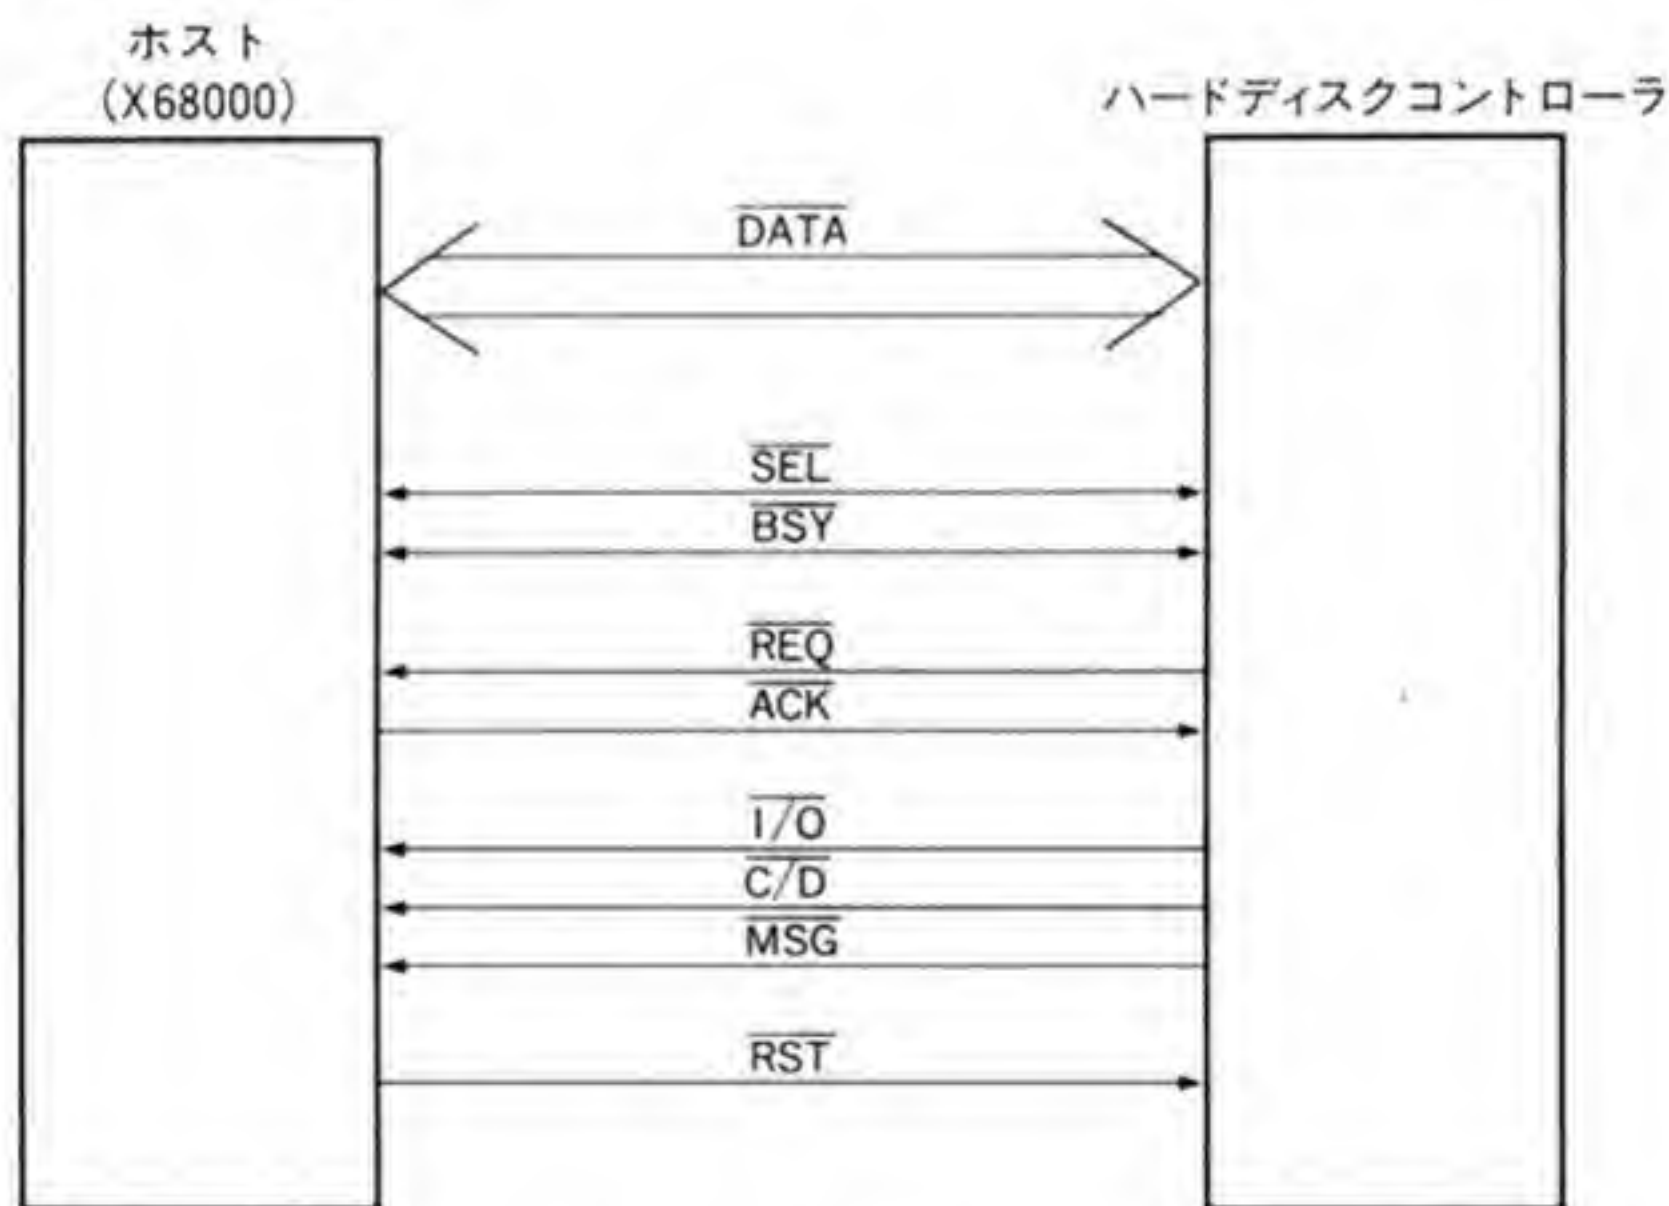 ホスト
(X68000)
ハードディスクコントローラ
DATA
SEL
BSY
REQ
ACK
I/O
C/D
MSG
RST